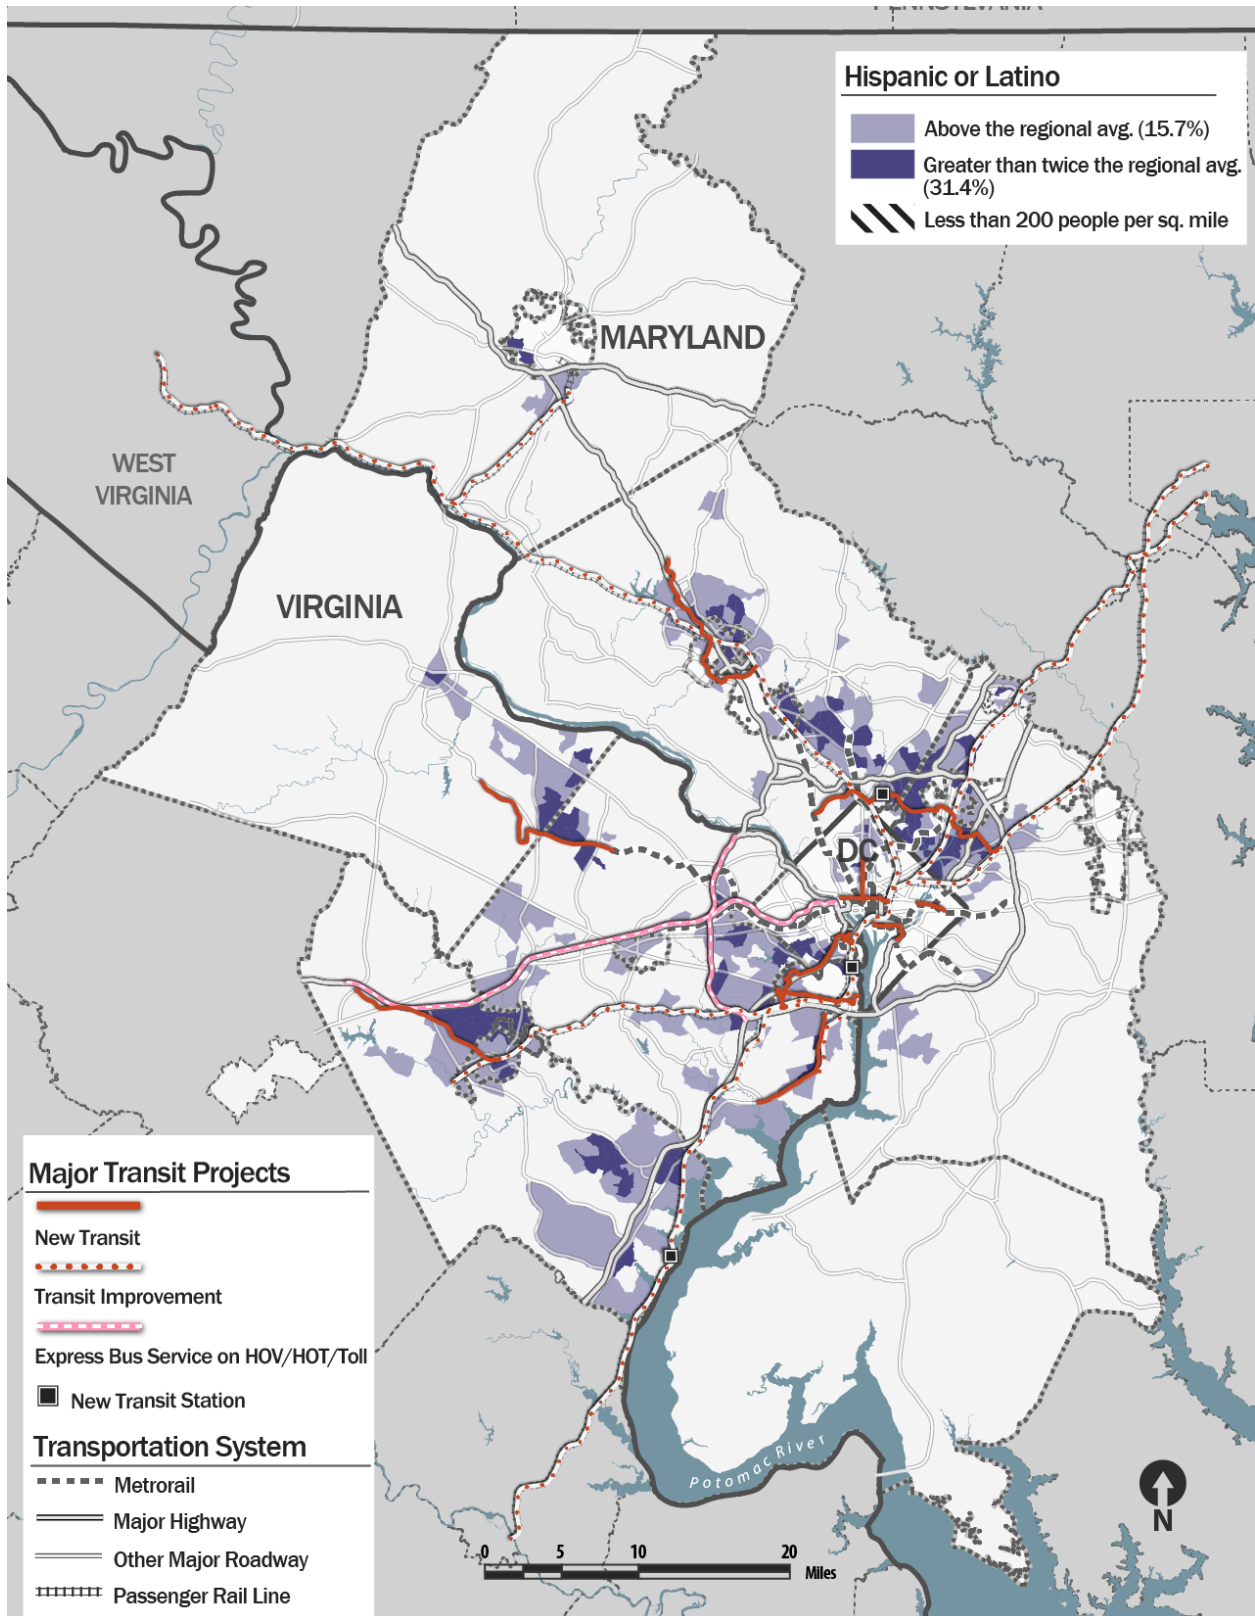 PENNSYLVANIA
Hispanic or Latino
Above the regional avg. (15.7%)
Greater than twice the regional avg.
(31.4%)
Less than 200 people per sq. mile
MARYLAND
WEST
VIRGINIA
VIRGINIA
DC
Major Transit Projects
New Transit
Transit Improvement
Express Bus Service on HOV/HOT/Toll
New Transit Station
Transportation System
Metrorail
Major Highway
Other Major Roadway
Passenger Rail Line
Potomac River
N
0 5 10 20
Miles